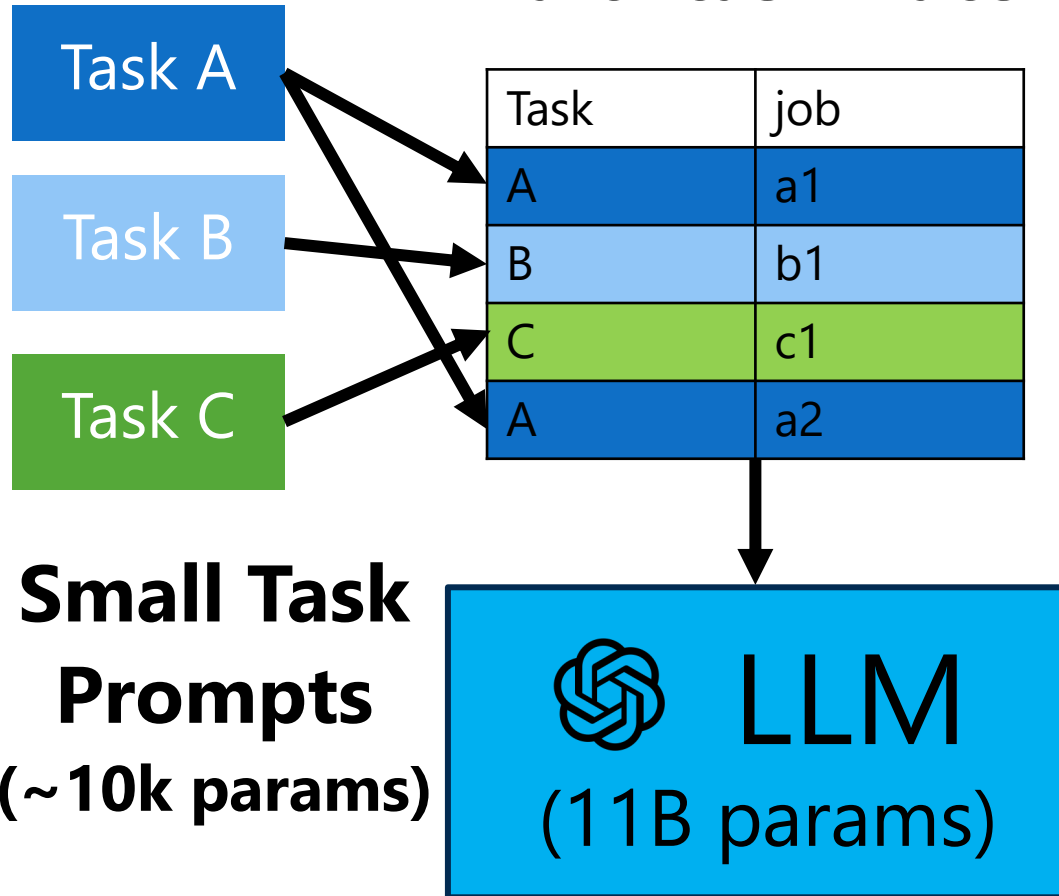 Task A
Task B
Task C
Task job
A a1
B b1
C c1
A a2
Small Task
Prompts
(~10k params)
LLM
(11B params)